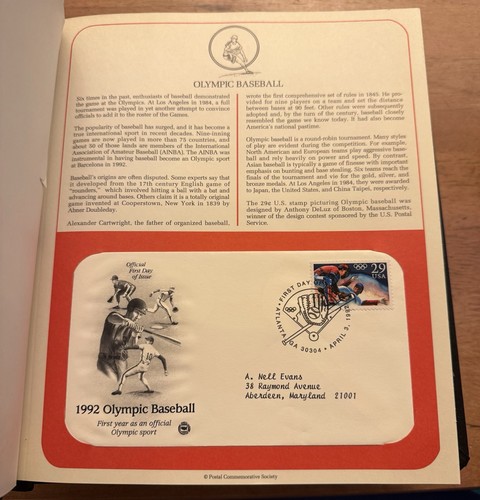 OLYMPIC BASEBALL
Six times in the past, enthusiasts of baseball demonstrated
the game at the Olympics. At Los Angeles in 1984, a full
tournament was played in yet another attempt to convince
officials to add it to the roster of the Games.
The popularity of baseball has surged, and it has become a
true international sport in recent decades. Nine-inning
games are now played in more than 75 countries, and
about 50 of those lands are members of the International
Association of Amateur Baseball (AINBA). The AINBA was
instrumental in having baseball become an Olympic sport
at Barcelona in 1992.
Baseball's origins are often disputed. Some experts say that
it developed from the 17th century English game of
"rounders," which involved hitting a ball with a bat and
advancing around bases. Others claim it is a totally original
game invented at Cooperstown, New York in 1839 by
Abner Doubleday.
Alexander Cartwright, the father of organized baseball,
wrote the first comprehensive set of rules in 1845. He pro-
vided for nine players on a team and set the distance
between bases at 90 feet. Other rules were subsequently
adopted and, by the turn of the century, baseball closely
resembled the game we know today. It had also become
America's national pastime.
Olympic baseball is a round-robin tournament. Many styles
of play are evident during the competition. For example,
North American and European teams play aggressive base-
ball and rely heavily on power and speed. By contrast,
Asian baseball is typically a game of finesse with important
emphasis on bunting and base stealing. Six teams reach the
finals of the tournament and vie for the gold, silver, and
bronze medals. At Los Angeles in 1984, they were awarded
to Japan, the United States, and China Taipei, respectively.
The 29¢ U.S. stamp picturing Olympic baseball was
designed by Anthony DeLuz of Boston, Massachusetts,
winner of the design contest sponsored by the U.S. Postal
Service.
Official
First Day
of Issue
29
USA
FIRST DAY OF
ATLANTA, GA 30304 • APRIL 3, 1992
A. Nell Evans
38 Raymond Avenue
Aberdeen, Maryland 21001
1992 Olympic Baseball
First year as an official
Olympic sport
© Postal Commemorative Society